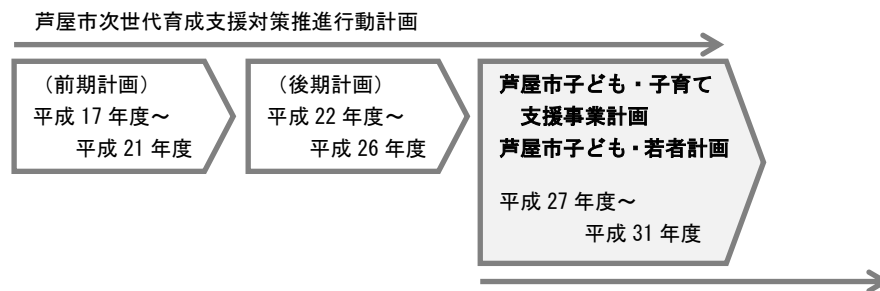 芦屋市次世代育成支援対策推進行動計画
（前期計画）
平成 17 年度～
平成 21 年度
（後期計画）
平成 22 年度～
平成 26 年度
芦屋市子ども・子育て
支援事業計画
芦屋市子ども・若者計画
平成 27 年度～
平成 31 年度